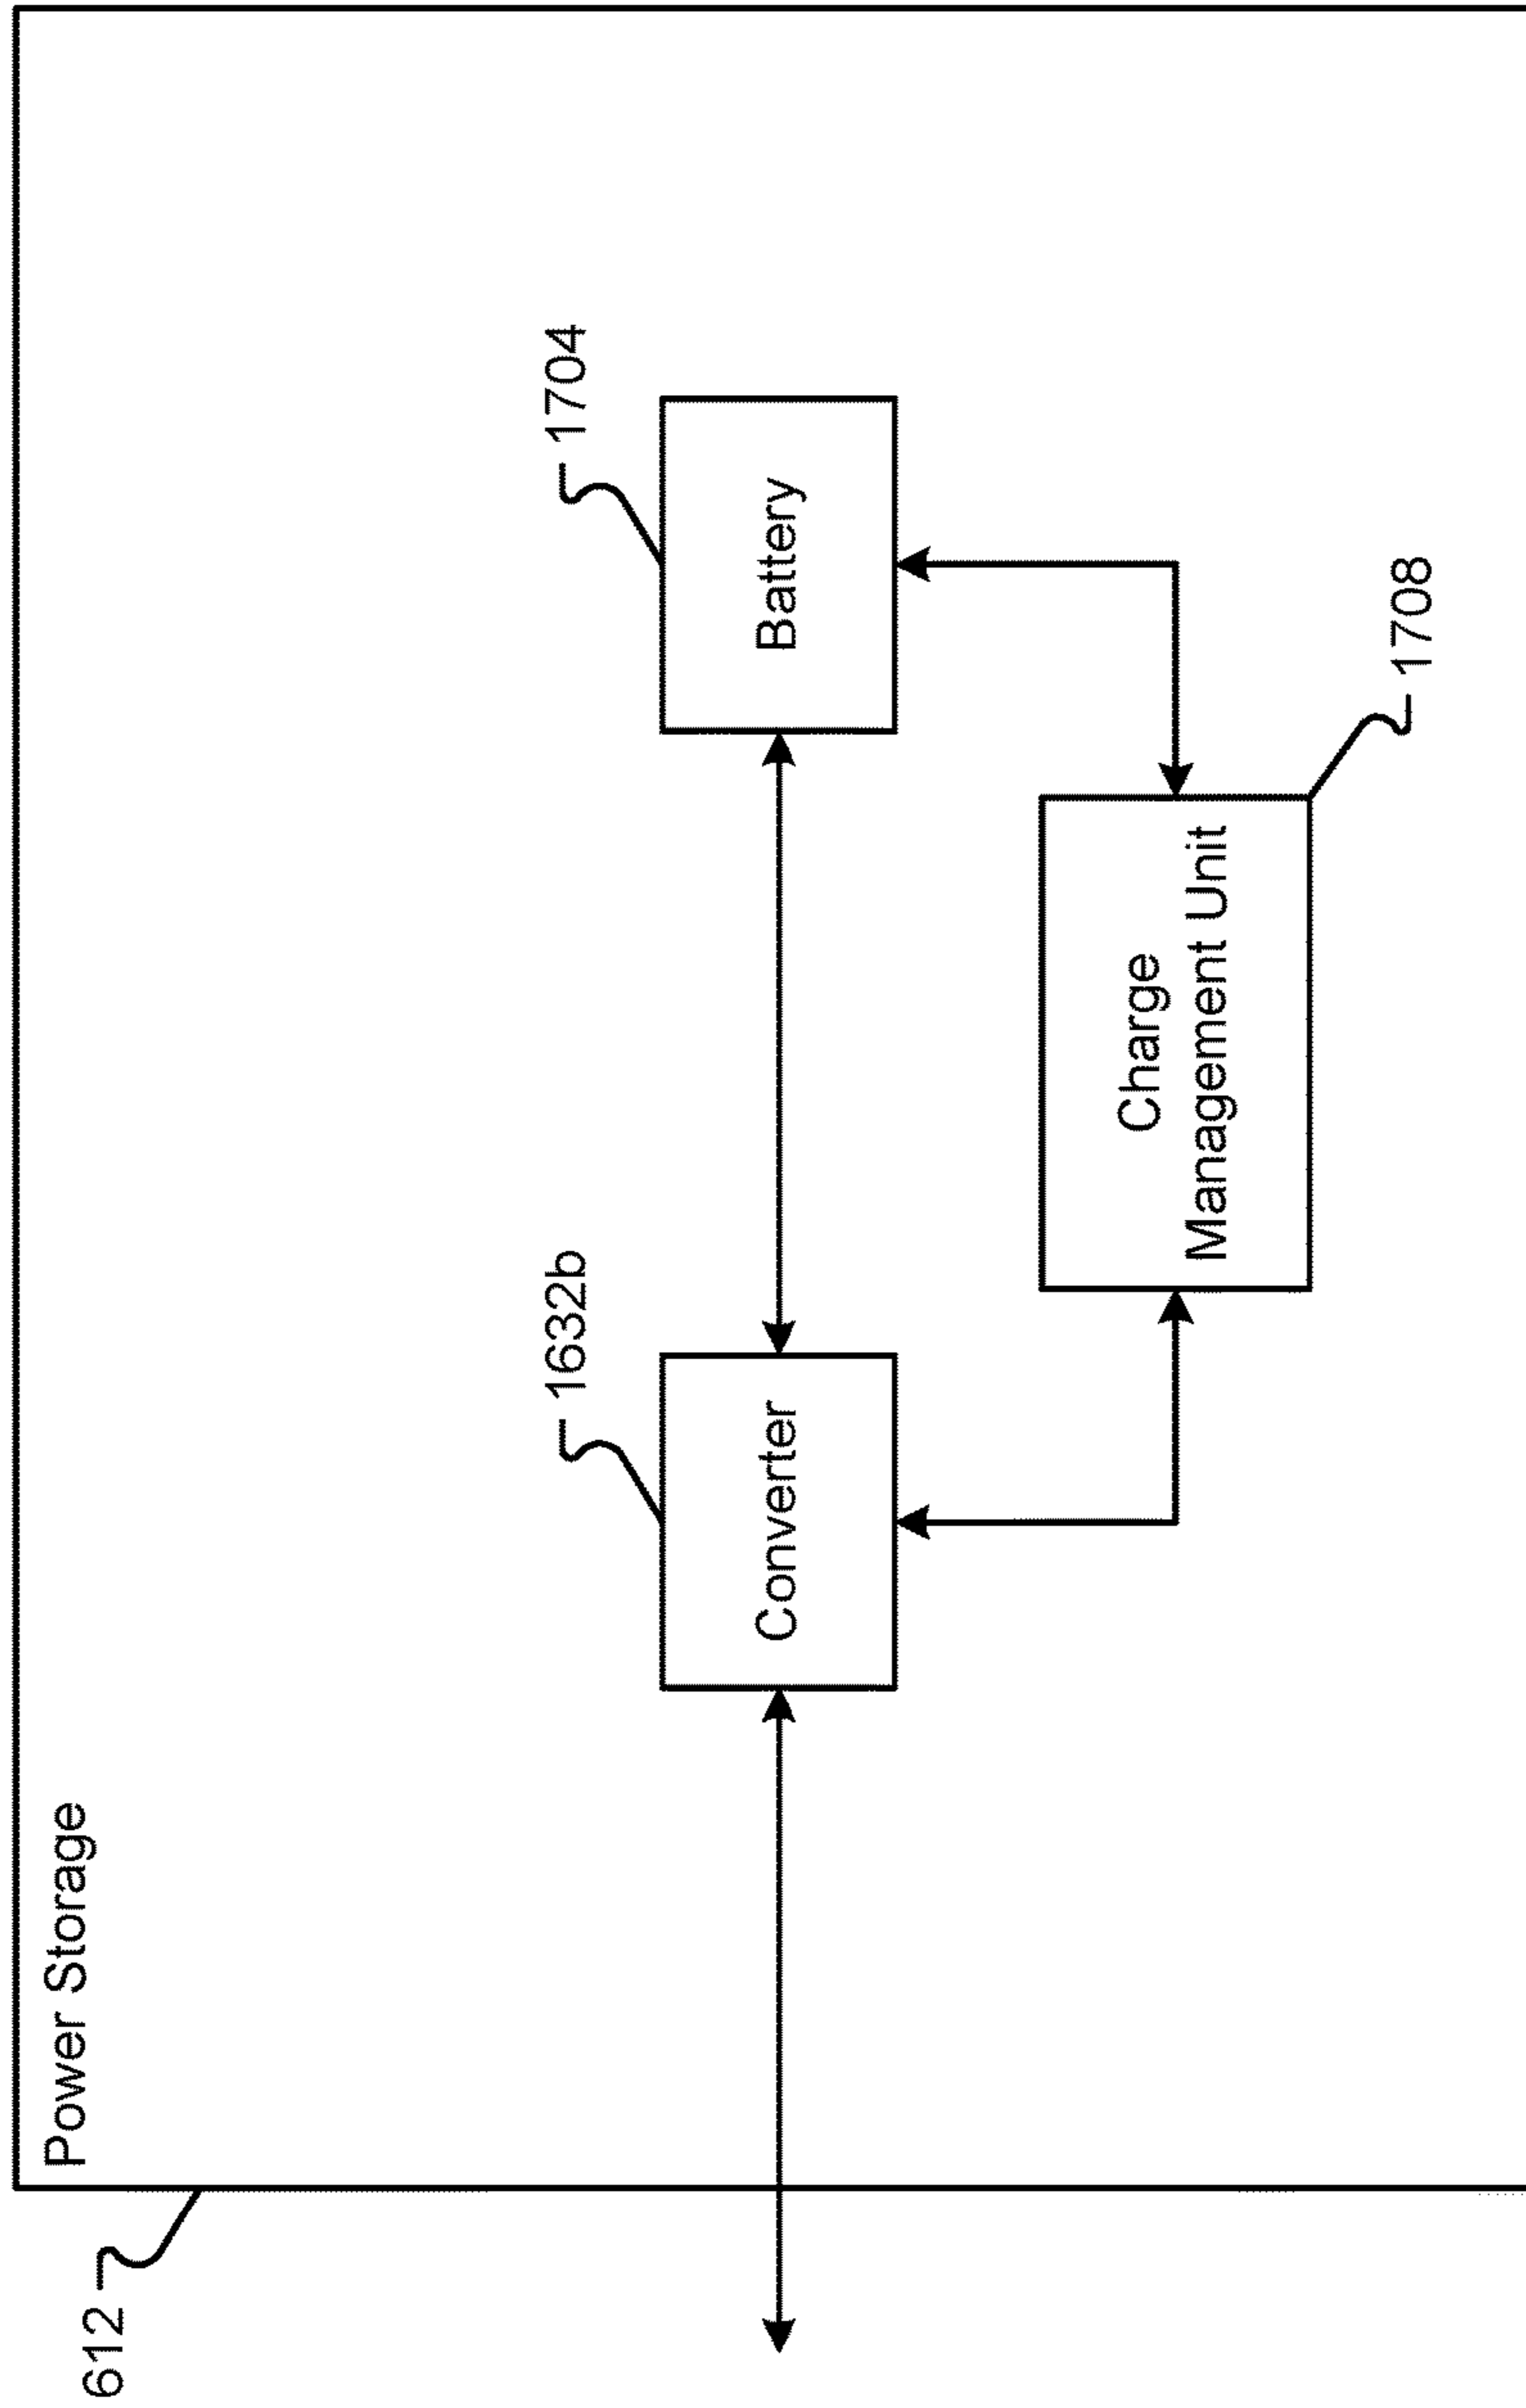 612
Power Storage
1632b
1704
Converter
Battery
Charge
Management Unit
1708